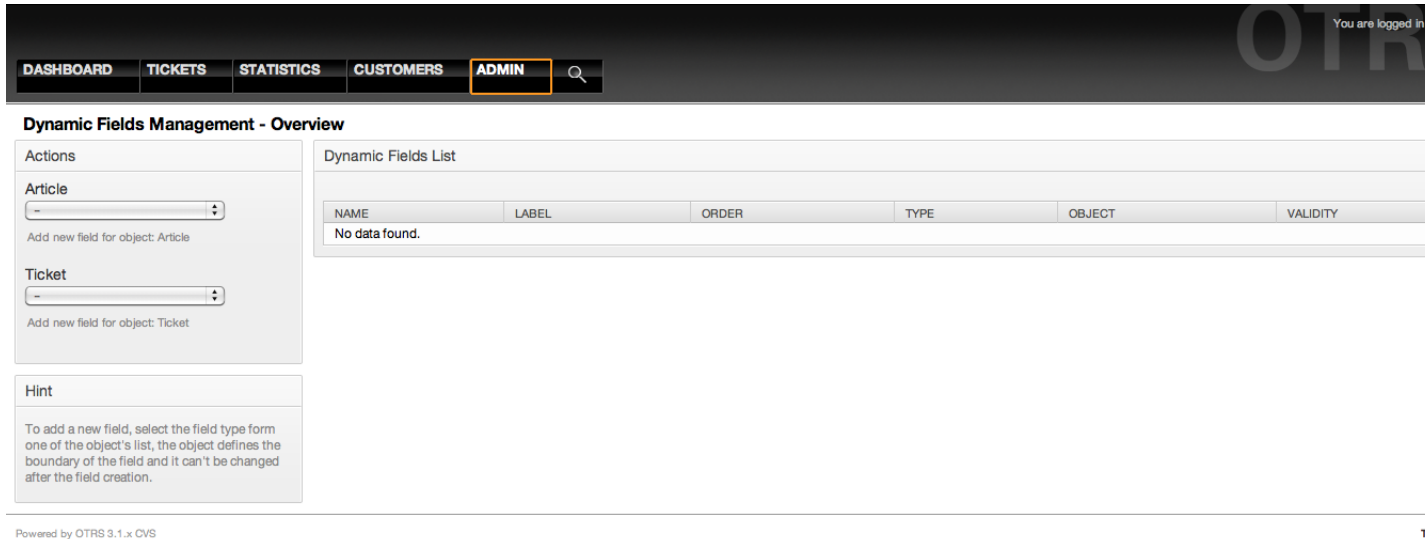 You are logged in
OTR
DASHBOARD TICKETS STATISTICS CUSTOMERS ADMIN
Dynamic Fields Management - Overview
Actions
Article
-
Add new field for object: Article
Ticket
-
Add new field for object: Ticket
Hint
To add a new field, select the field type form
one of the object's list, the object defines the
boundary of the field and it can't be changed
after the field creation.
Dynamic Fields List
NAME LABEL ORDER TYPE OBJECT VALIDITY
No data found.
Powered by OTRS 3.1.x CVS